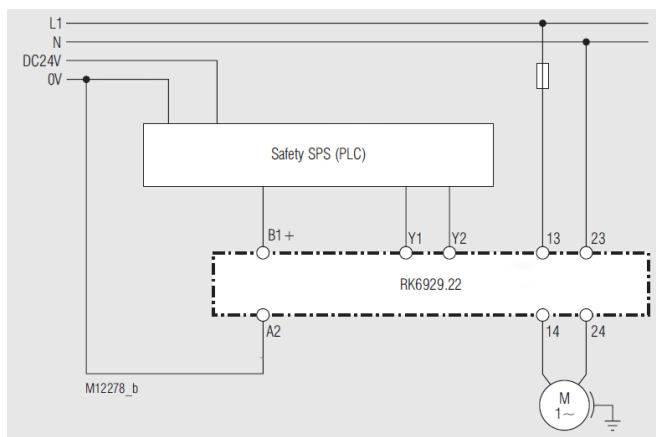 L1
N
DC24V
0V
Safety SPS (PLC)
B1+
Y1
Y2
13
23
RK6929.22
A2
14
24
M12278_b
M
1~